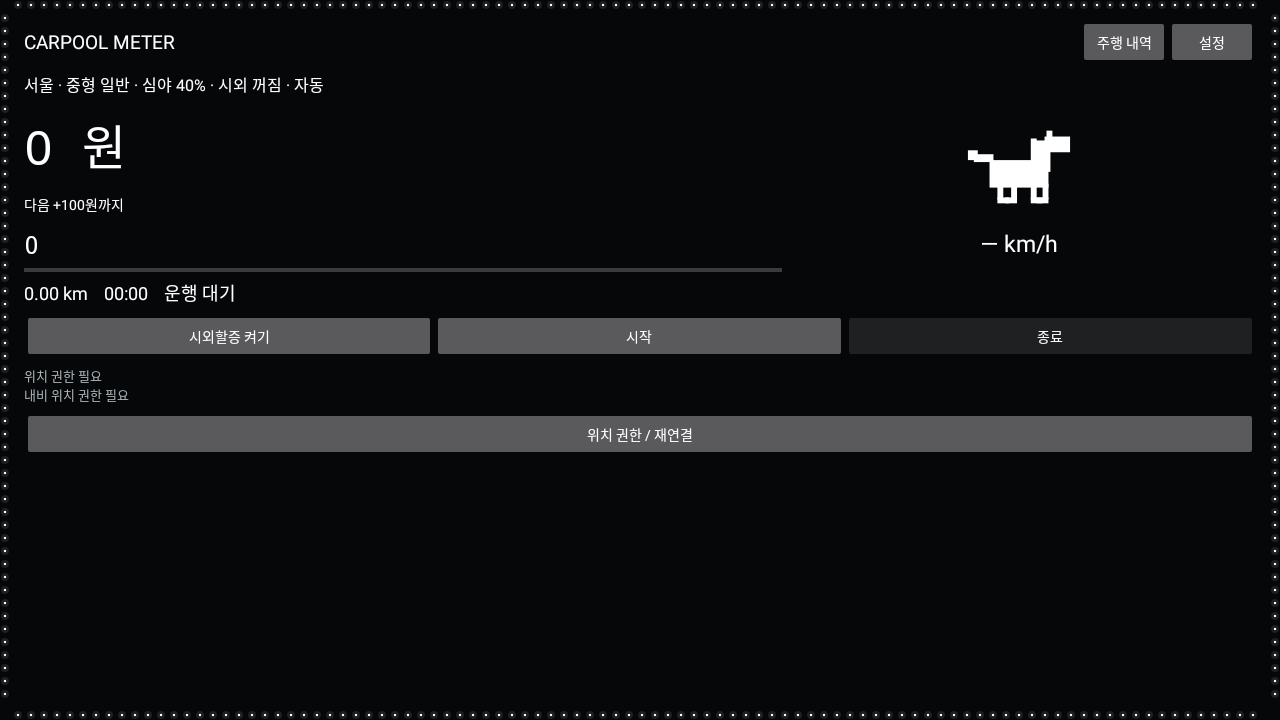 CARPOOL METER
주행 내역
설정
서울 · 중형 일반 · 심야 40% · 시외 꺼짐 · 자동
0 원
다음 +100원까지
0
– km/h
0.00 km 00:00 운행 대기
시외할증 켜기
시작
종료
위치 권한 필요
내비 위치 권한 필요
위치 권한 / 재연결